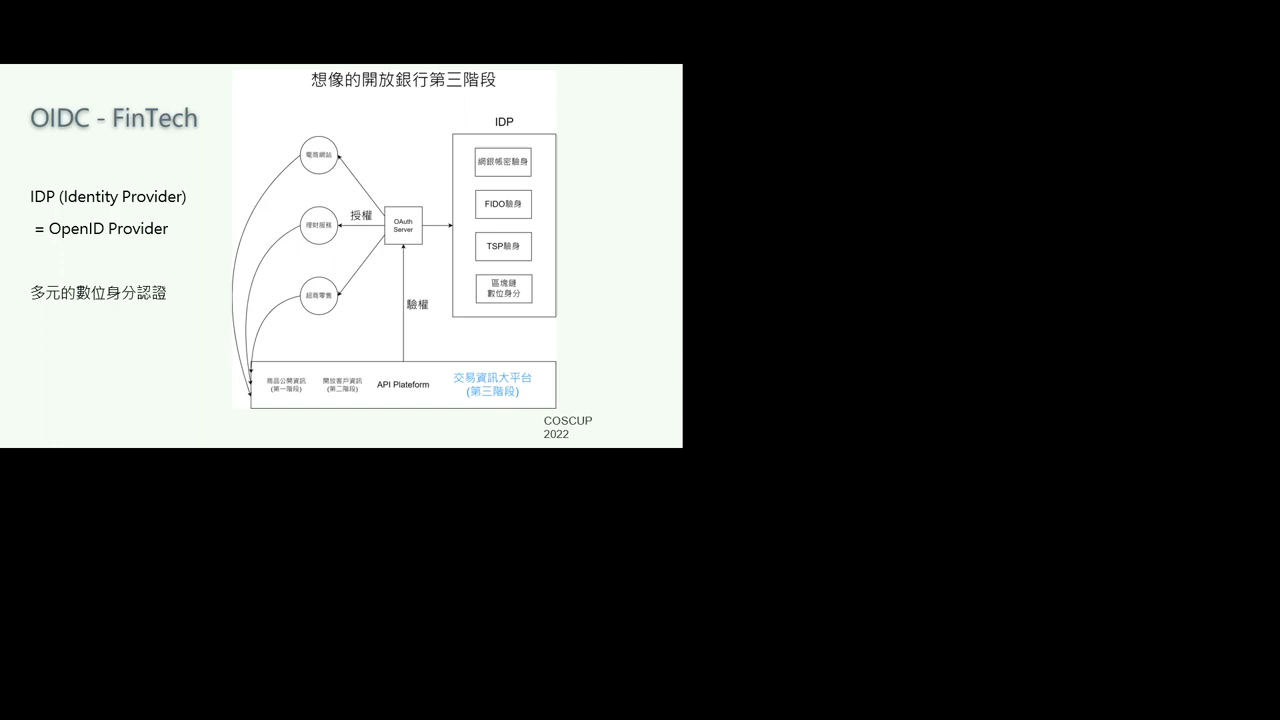 想像的開放銀行第三階段
OIDC - FinTech
IDP (Identity Provider)
= OpenID Provider
多元的數位身分認證
IDP
電商網站
網銀帳密驗身
FIDO驗身
授權
理財服務
OAuth
Server
TSP驗身
超商零售
區塊鏈
數位身分
驗權
商品公開資訊
(第一階段)
開放客戶資訊
(第二階段)
API Plateform
交易資訊大平台
(第三階段)
COSCUP
2022